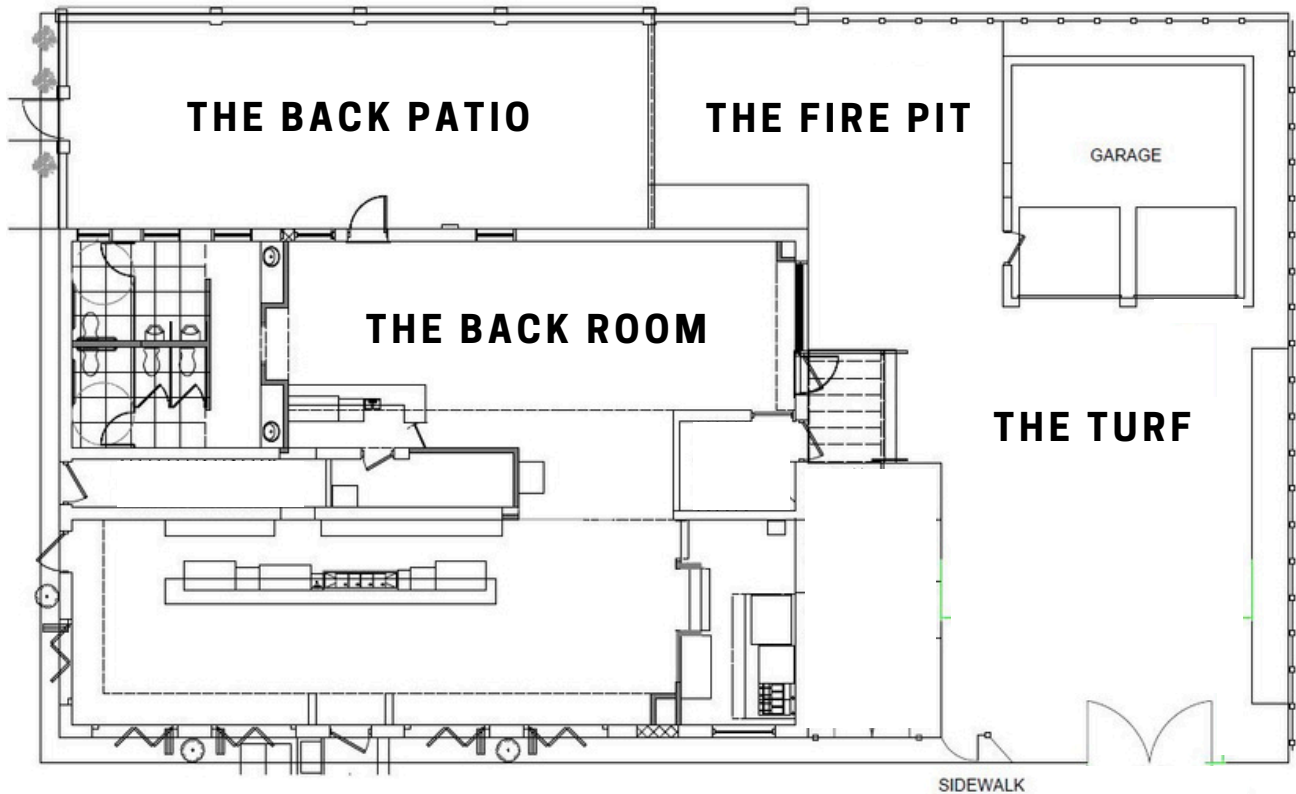 THE BACK PATIO
THE FIRE PIT
GARAGE
THE BACK ROOM
THE TURF
SIDEWALK